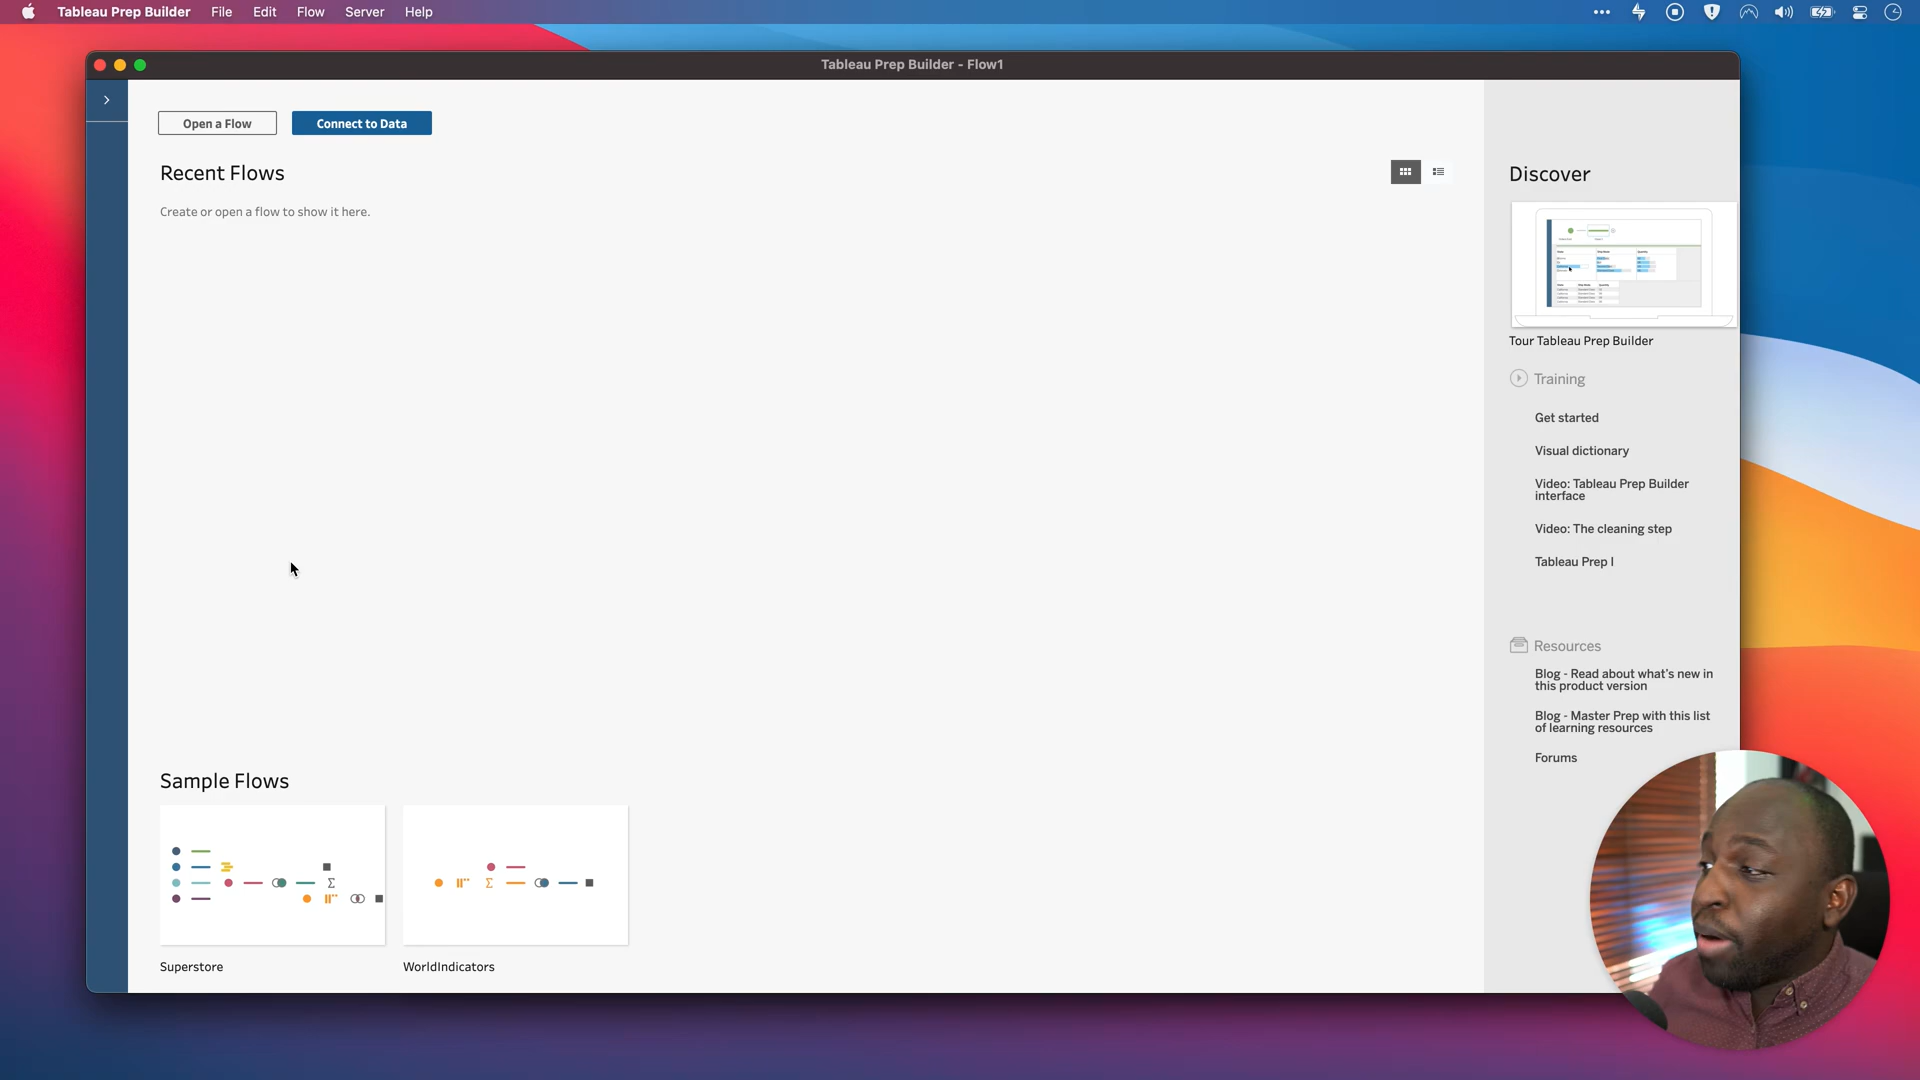 Tableau Prep Builder File Edit Flow Server Help
Tableau Prep Builder - Flow1
Open a Flow
Connect to Data
Recent Flows
Create or open a flow to show it here.
Sample Flows
Superstore
WorldIndicators
Discover
Tour Tableau Prep Builder
Training
Get started
Visual dictionary
Video: Tableau Prep Builder
interface
Video: The cleaning step
Tableau Prep I
Resources
Blog - Read about what's new in
this product version
Blog - Master Prep with this list
of learning resources
Forums